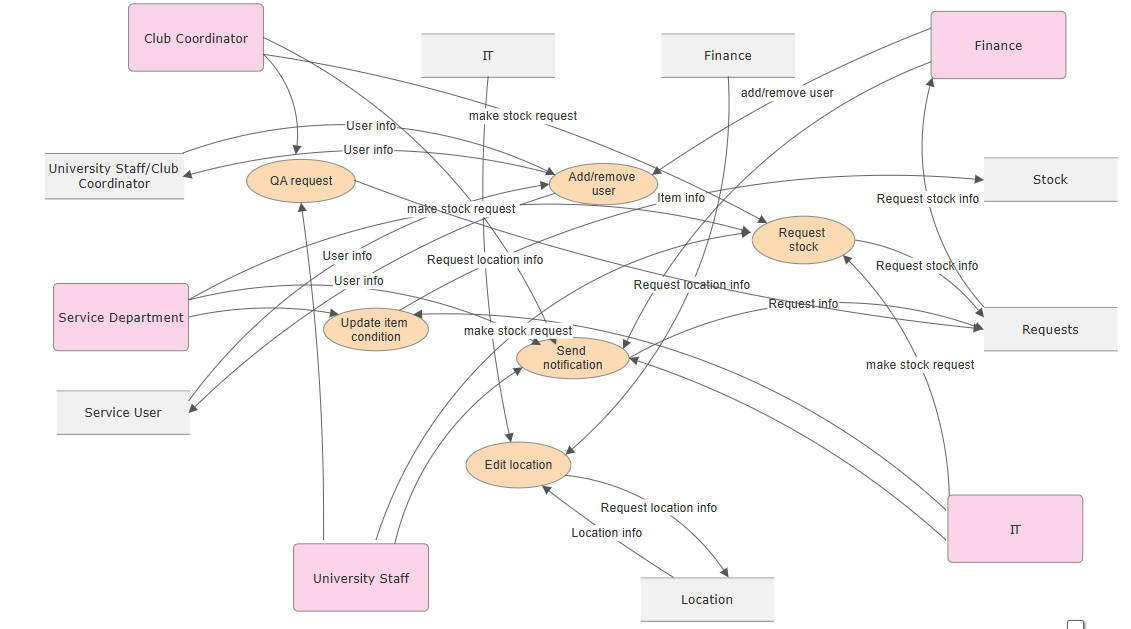 Club Coordinator
IT
Finance
Finance
add/remove user
make stock request
User info
User info
University Staff/Club
Coordinator
QA request
Add/remove
user
Stock
Item info
Request stock info
make stock request
Request
stock
User info
Request location info
Request stock info
User info
Request location info
Request info
Service Department
Update item
condition
make stock request
Requests
Send
notification
make stock request
Service User
Edit location
Request location info
Location info
IT
University Staff
Location